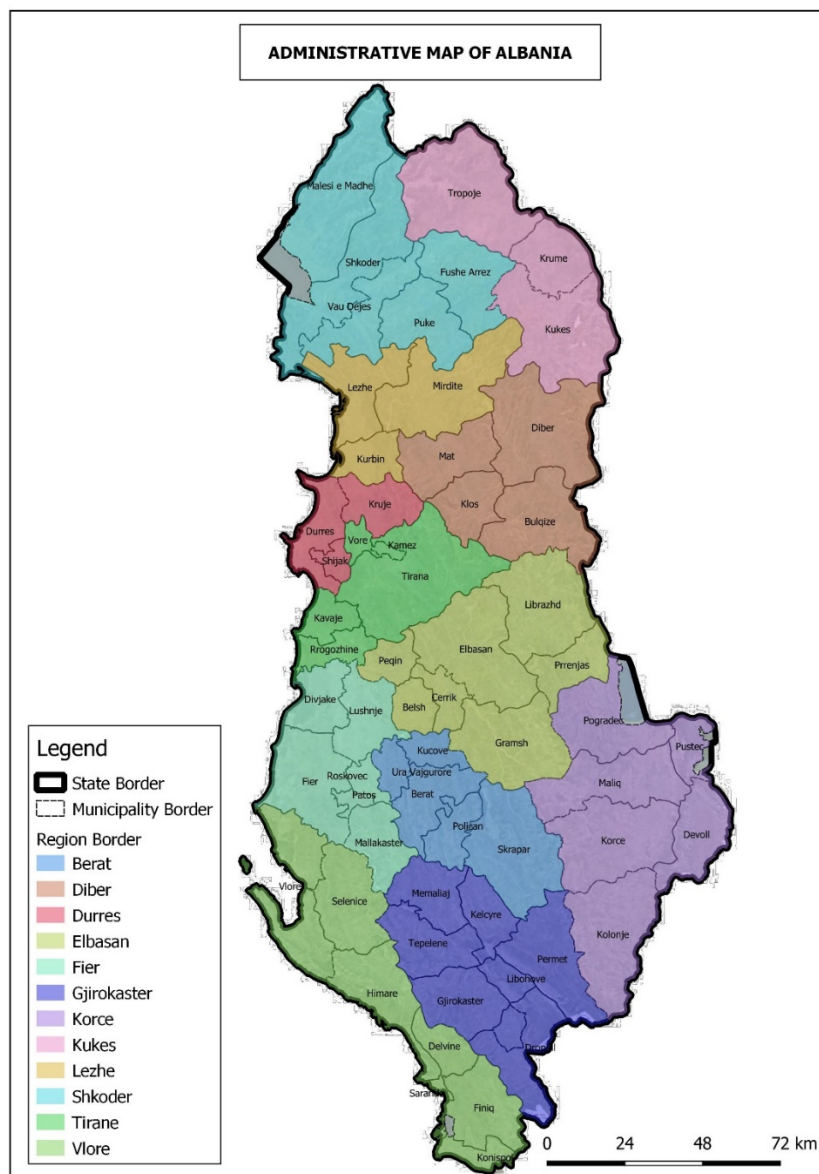 ADMINISTRATIVE MAP OF ALBANIA
Malesi e Madhe
Tropoje
Shkoder
Fushe Arrez
Krume
Vau Dejes
Puke
Kukes
Lezhe
Mirdite
Diber
Kurbin
Mat
Kruje
Klos
Bulqize
Durres
Vore
Kamez
Shijak
Tirana
Librazhd
Kavaje
Rrogozhine
Elbasan
Peqin
Prrenjas
Cerrik
Belsh
Divjake
Lushnje
Pogradec
Gramsh
Pustec
Kucove
Ura Vajgurore
Roskovec
Fier
Patos
Berat
Maliq
Poliçan
Mallakaster
Skrapar
Korce
Devoll
Vlore
Memaliaj
Selenice
Kelcyre
Kolonje
Tepelene
Permet
Libohove
Himare
Gjirokaster
Delvine
Sarande
Finiq
Konispol
Legend
State Border
Municipality Border
Region Border
Berat
Diber
Durres
Elbasan
Fier
Gjirokaster
Korce
Kukes
Lezhe
Shkoder
Tirane
Vlore
0 24 48 72 km